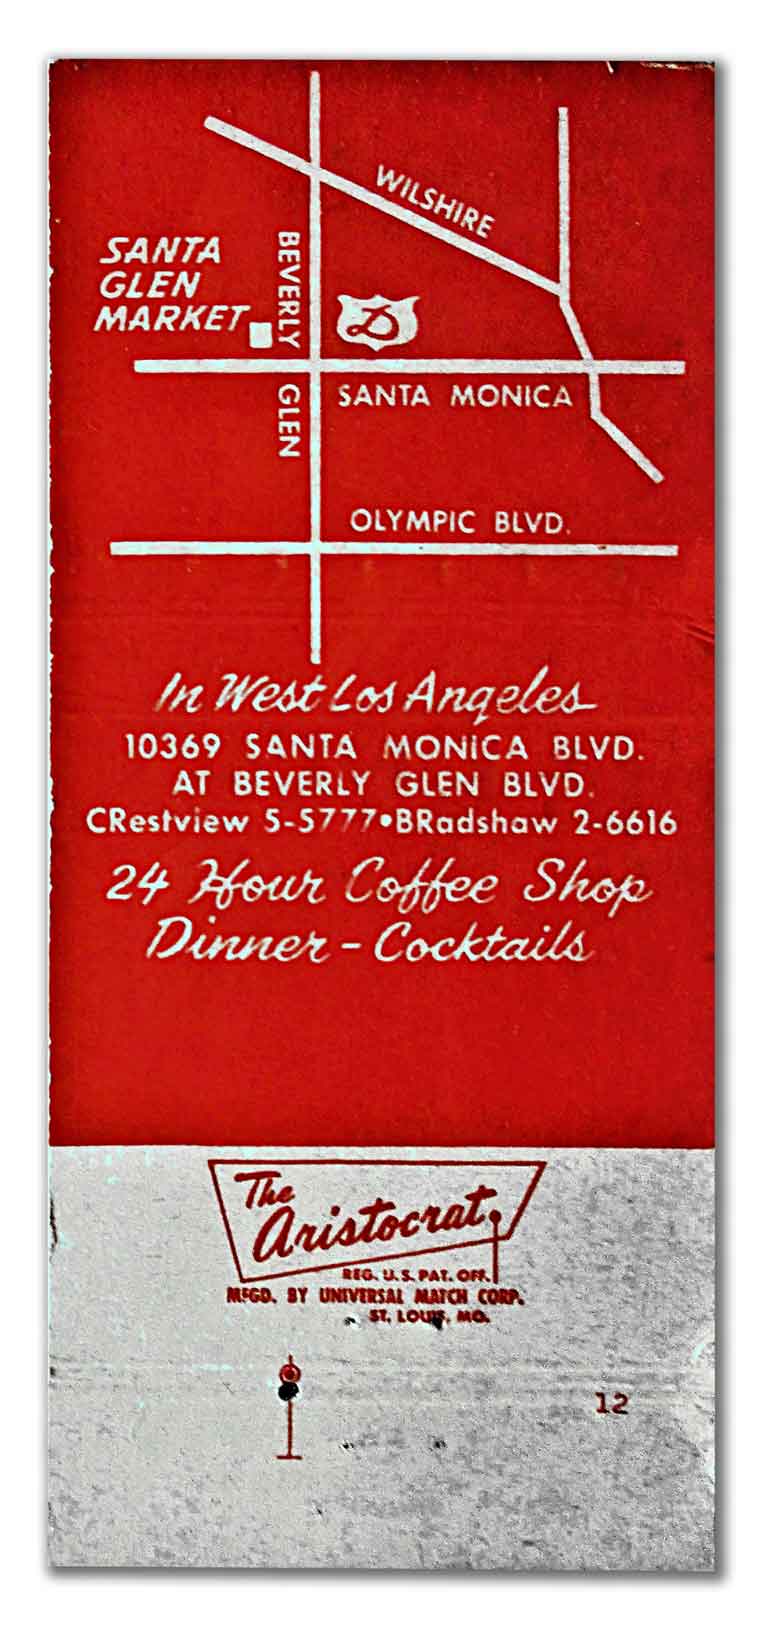 WILSHIRE
SANTA
GLEN
MARKET
BEVERLY GLEN
D
SANTA MONICA
OLYMPIC BLVD.
In West Los Angeles
10369 SANTA MONICA BLVD.
AT BEVERLY GLEN BLVD.
CRestview 5-5777•BRadshaw 2-6616
24 Hour Coffee Shop
Dinner - Cocktails
The
Aristocrat
REG. U.S. PAT. OFF.
MFGD. BY UNIVERSAL MATCH CORP.
ST. LOUIS, MO.
12